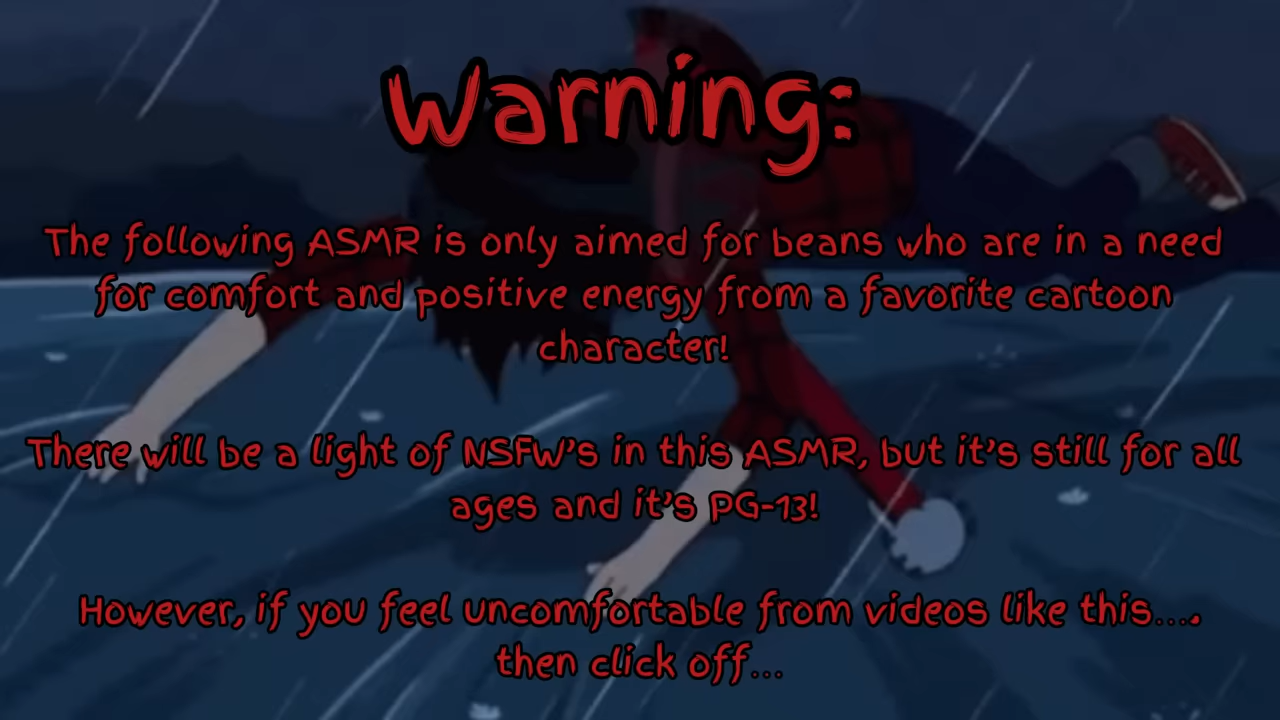 Warning:
The following ASMR is only aimed for beans who are in a need
for comfort and positive energy from a favorite cartoon
character!
There will be a light of NSFW's in this ASMR, but it's still for all
ages and it's PG-13!
However, if you feel uncomfortable from videos like this....
then click off...